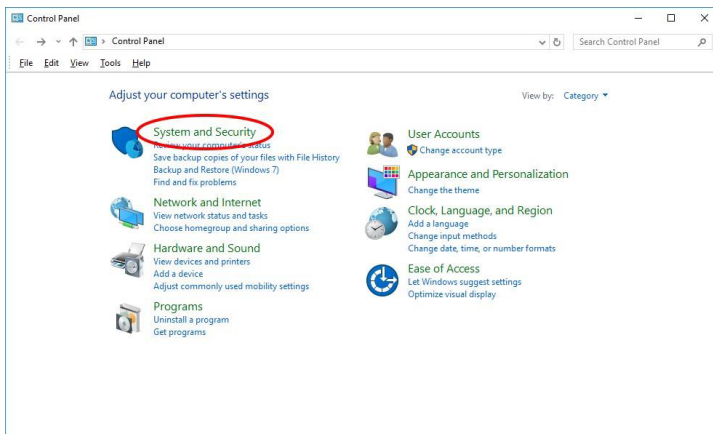 Control Panel
Control Panel
Search Control Panel
File Edit View Tools Help
Adjust your computer's settings
View by: Category
System and Security
Review your computer's status
Save backup copies of your files with File History
Backup and Restore (Windows 7)
Find and fix problems
Network and Internet
View network status and tasks
Choose homegroup and sharing options
Hardware and Sound
View devices and printers
Add a device
Adjust commonly used mobility settings
Programs
Uninstall a program
Get programs
User Accounts
Change account type
Appearance and Personalization
Change the theme
Clock, Language, and Region
Add a language
Change input methods
Change date, time, or number formats
Ease of Access
Let Windows suggest settings
Optimize visual display